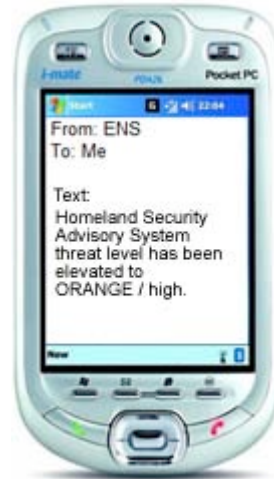 i-mate Pocket PC
Start 22:04
From: ENS
To: Me
Text:
Homeland Security
Advisory System
threat level has been
elevated to
ORANGE / high.
New